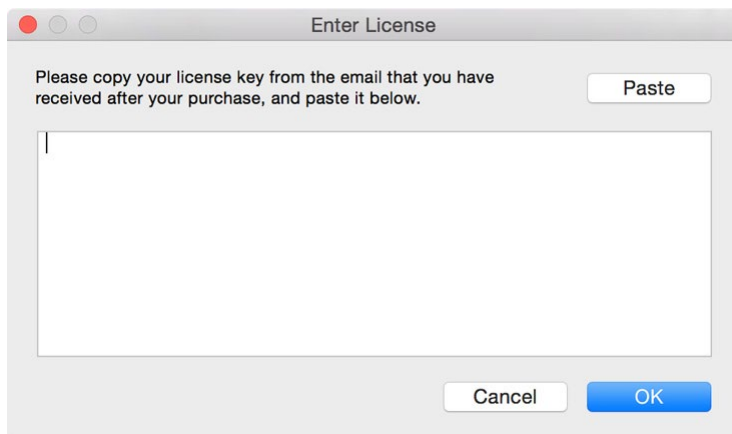 Enter License
Please copy your license key from the email that you have
received after your purchase, and paste it below.
Paste
Cancel
OK